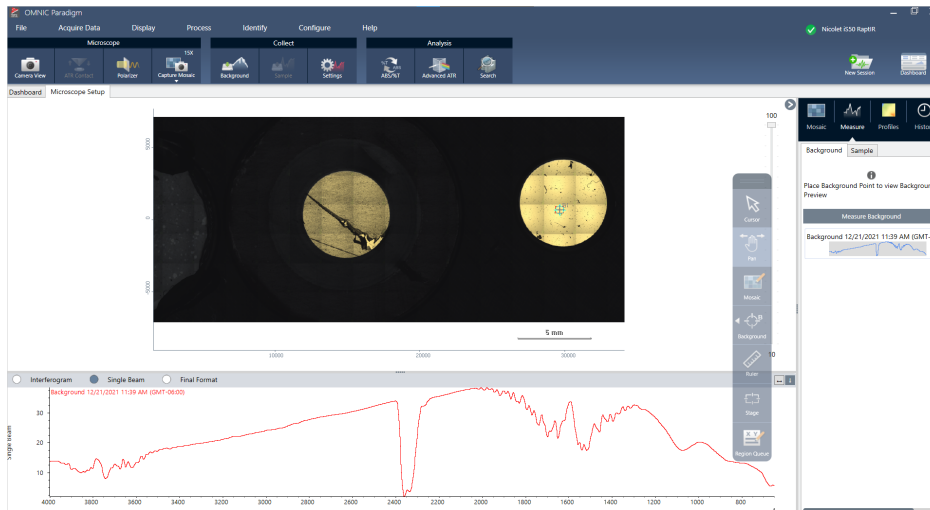 OMNIC Paradigm
File Acquire Data Display Process Identify Configure Help
Nicolet iS50 RaptIR
Microscope Collect Analysis
15X
Camera View ATR Contact Polarizer Capture Mosaic Background Sample Settings ABS/%T Advanced ATR Search
New Session Dashboard
Dashboard Microscope Setup
100
Mosaic Measure Profiles Histo
Background Sample
Place Background Point to view Backgroun
Preview
Measure Background
Background 12/21/2021 11:39 AM (GMT-
5000
0
-5000
5 mm
10000 20000 30000
Cursor
Pan
Mosaic
Background
Ruler
Stage
X Y
Region Queue
10
Interferogram Single Beam Final Format
Background 12/21/2021 11:39 AM (GMT-06:00)
Single Beam
30
20
10
4000 3800 3600 3400 3200 3000 2800 2600 2400 2200 2000 1800 1600 1400 1200 1000 800